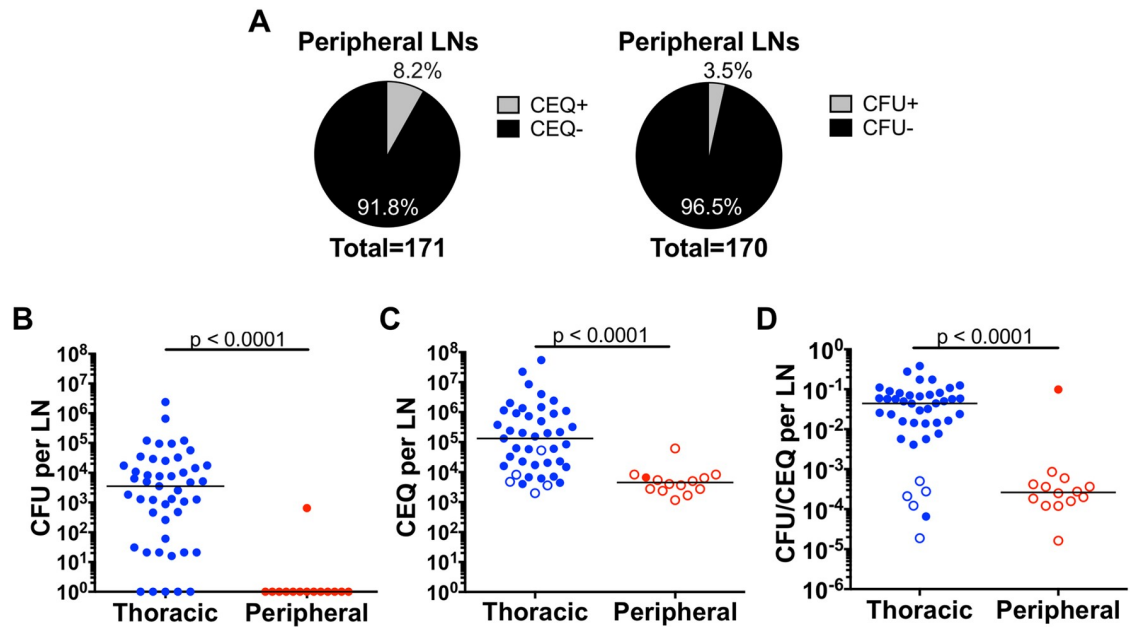 A
Peripheral LNs
8.2%
CEQ+
CEQ-
91.8%
Total=171
Peripheral LNs
3.5%
CFU+
CFU-
96.5%
Total=170
B
p < 0.0001
CFU per LN
10⁸
10⁷
10⁶
10⁵
10⁴
10³
10²
10¹
10⁰
Thoracic Peripheral
C
p < 0.0001
CEQ per LN
10⁸
10⁷
10⁶
10⁵
10⁴
10³
10²
10¹
10⁰
Thoracic Peripheral
D
p < 0.0001
CFU/CEQ per LN
10⁰
10⁻¹
10⁻²
10⁻³
10⁻⁴
10⁻⁵
10⁻⁶
Thoracic Peripheral